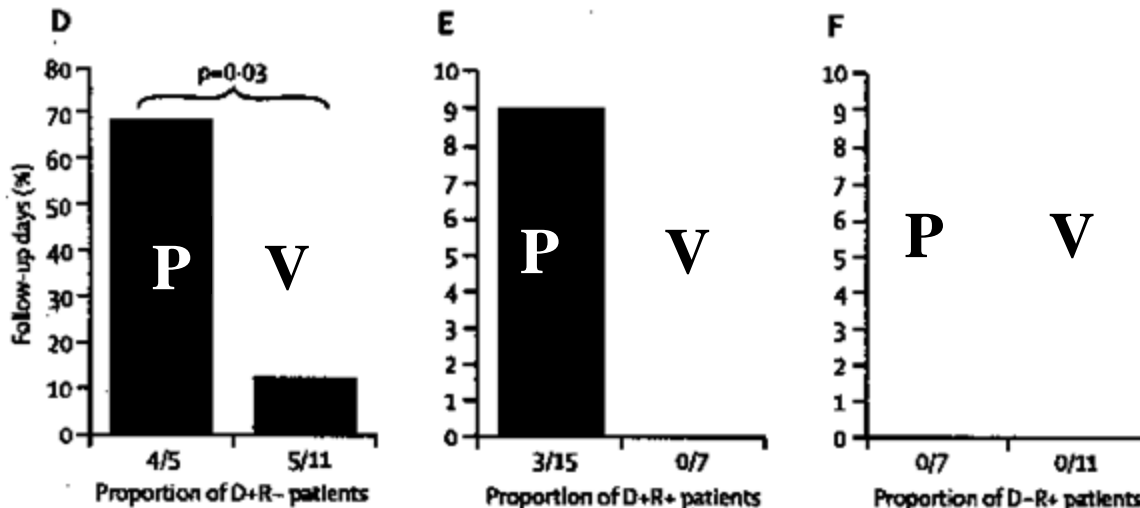 D
p=0·03
Follow-up days (%)
80
70
60
50
40
30
20
10
0
P
V
4/5
5/11
Proportion of D+R− patients
E
10
9
8
7
6
5
4
3
2
1
0
P
V
3/15
0/7
Proportion of D+R+ patients
F
10
9
8
7
6
5
4
3
2
1
0
P
V
0/7
0/11
Proportion of D−R+ patients